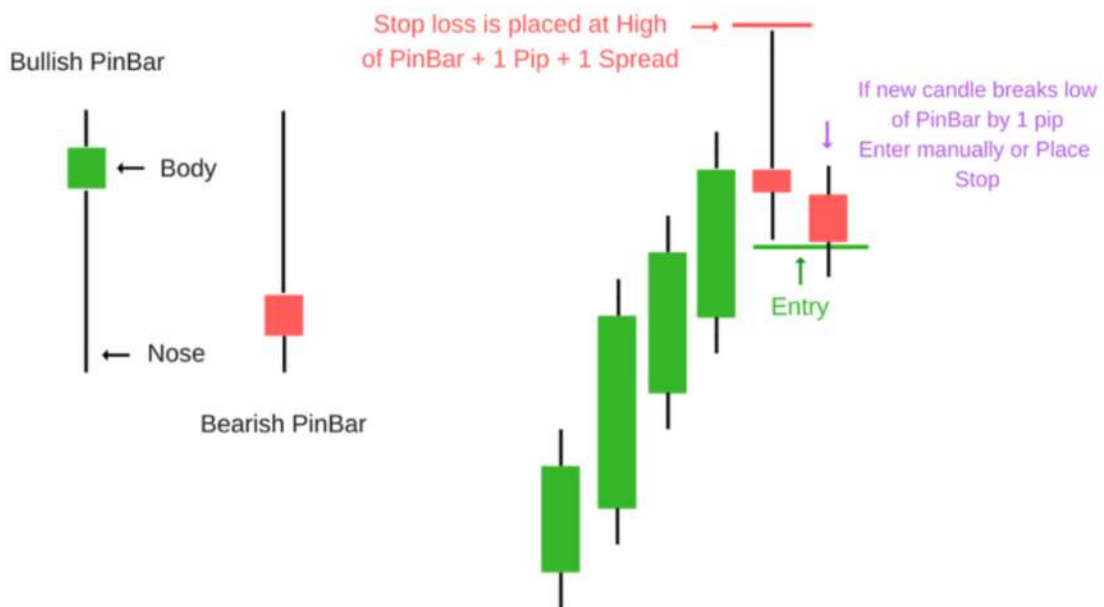 Bullish PinBar
Body
Nose
Bearish PinBar
Stop loss is placed at High
of PinBar + 1 Pip + 1 Spread
If new candle breaks low
of PinBar by 1 pip
Enter manually or Place
Stop
Entry